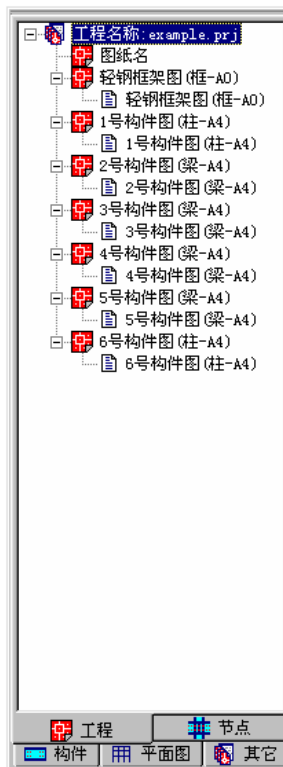 工程名称:example.prj
图纸名
轻钢框架图(框-A0)
轻钢框架图(框-A0)
1号构件图(柱-A4)
1号构件图(柱-A4)
2号构件图(梁-A4)
2号构件图(梁-A4)
3号构件图(梁-A4)
3号构件图(梁-A4)
4号构件图(梁-A4)
4号构件图(梁-A4)
5号构件图(梁-A4)
5号构件图(梁-A4)
6号构件图(柱-A4)
6号构件图(柱-A4)
工程 节点
构件 平面图 其它